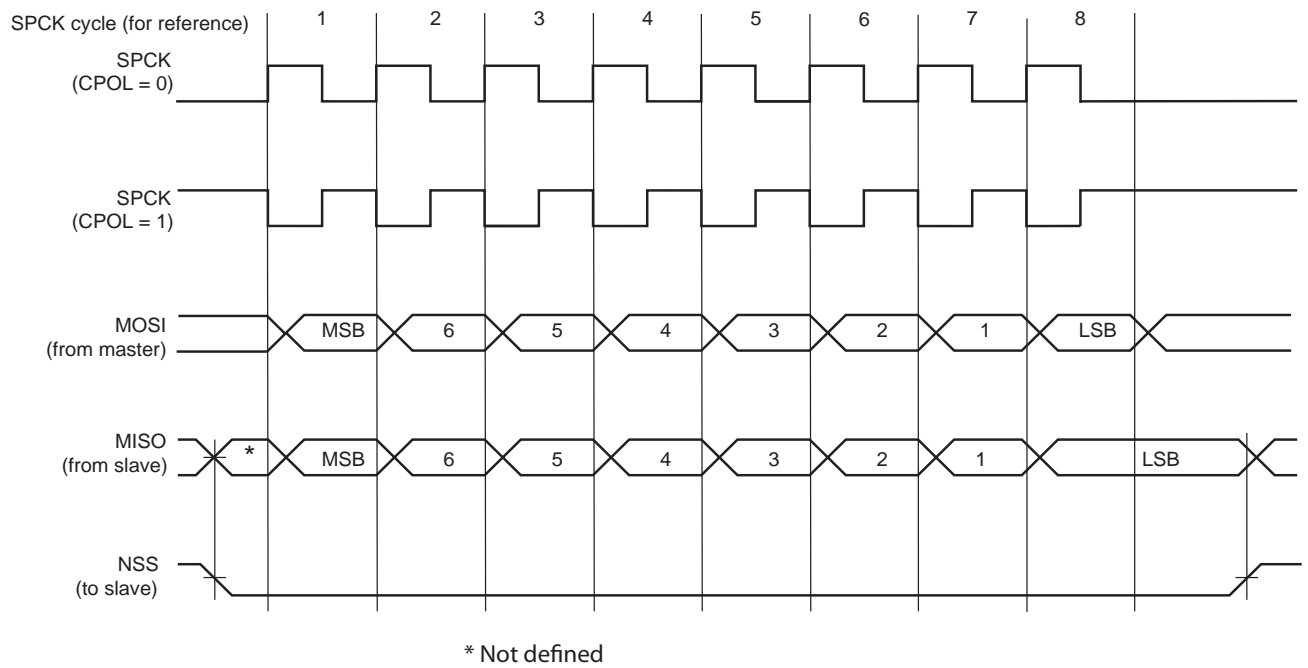 SPCK cycle (for reference) 1 2 3 4 5 6 7 8
SPCK
(CPOL = 0)
SPCK
(CPOL = 1)
MOSI
(from master)
MSB 6 5 4 3 2 1 LSB
MISO
(from slave)
* MSB 6 5 4 3 2 1 LSB
NSS
(to slave)
* Not defined